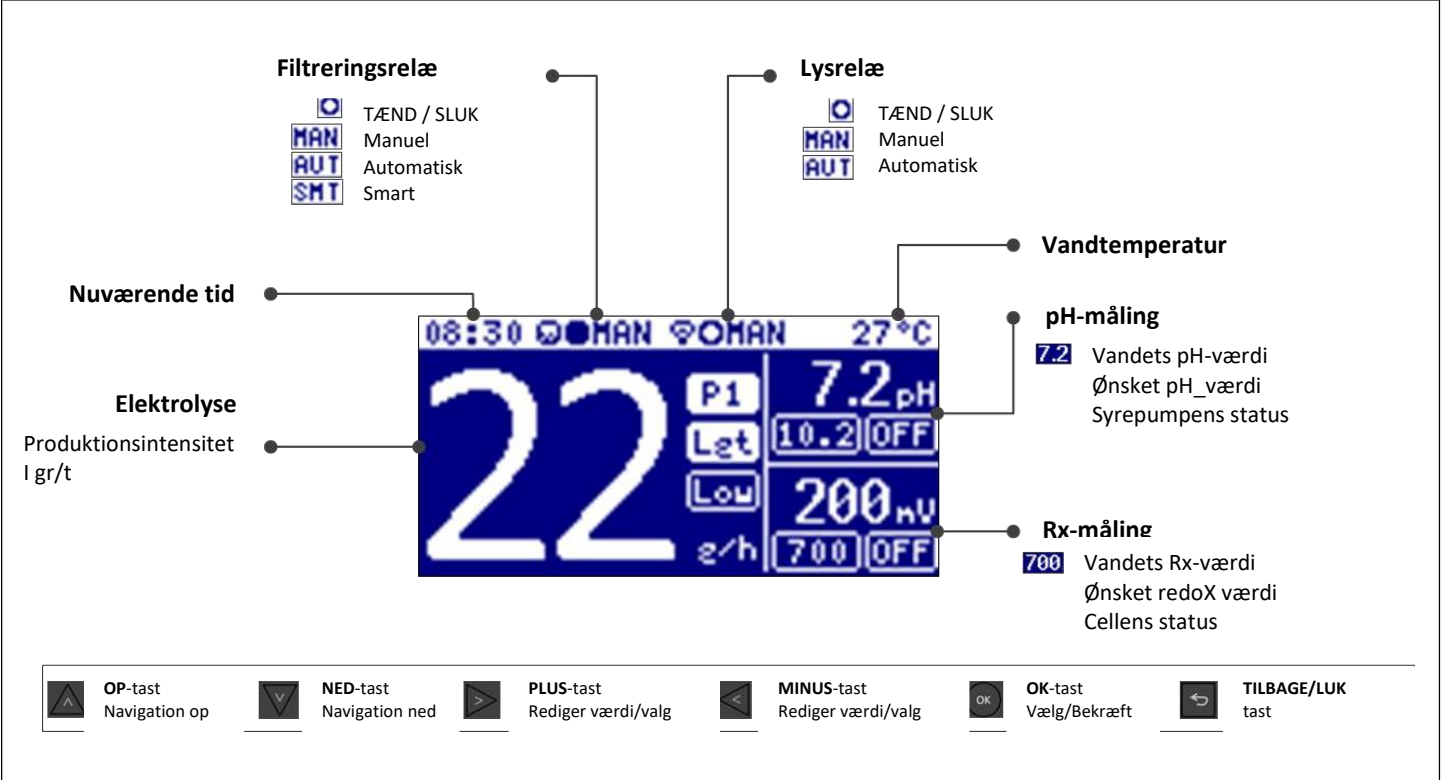 Filtreringsrelæ
TÆND / SLUK
MAN Manuel
AUT Automatisk
SMT Smart
Lysrelæ
TÆND / SLUK
MAN Manuel
AUT Automatisk
Vandtemperatur
Nuværende tid
pH-måling
7.2 Vandets pH-værdi
Ønsket pH_værdi
Syrepumpens status
Elektrolyse
Produktionsintensitet
I gr/t
08:30 MAN MAN 27°C
22 P1 7.2 pH
Lgt 10.2 OFF
Low 200 mV
g/h 700 OFF
Rx-måling
700 Vandets Rx-værdi
Ønsket redoX værdi
Cellens status
OP-tast
Navigation op
NED-tast
Navigation ned
PLUS-tast
Rediger værdi/valg
MINUS-tast
Rediger værdi/valg
OK
OK-tast
Vælg/Bekræft
TILBAGE/LUK
tast